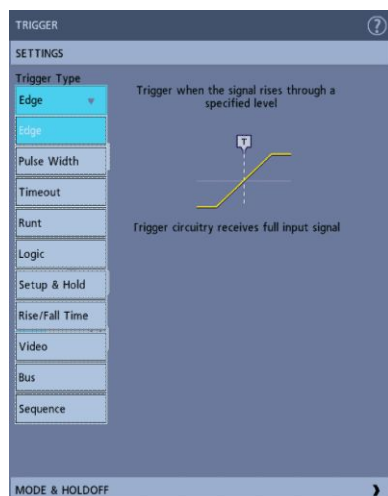 TRIGGER
?
SETTINGS
Trigger Type
Edge
Edge
Pulse Width
Timeout
Runt
Logic
Setup & Hold
Rise/Fall Time
Video
Bus
Sequence
Trigger when the signal rises through a
specified level
T
Trigger circuitry receives full input signal
MODE & HOLDOFF